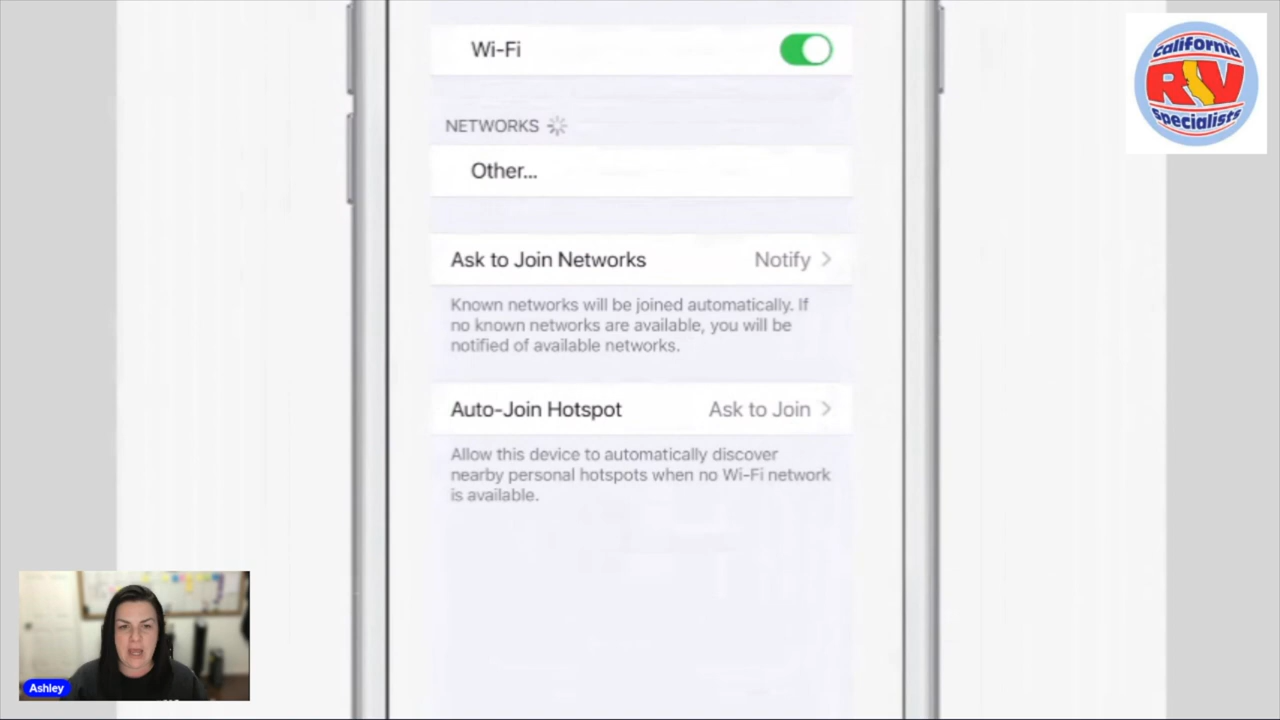 Wi-Fi
California
RV
Specialists
NETWORKS
Other...
Ask to Join Networks Notify
Known networks will be joined automatically. If
no known networks are available, you will be
notified of available networks.
Auto-Join Hotspot Ask to Join
Allow this device to automatically discover
nearby personal hotspots when no Wi-Fi network
is available.
Ashley